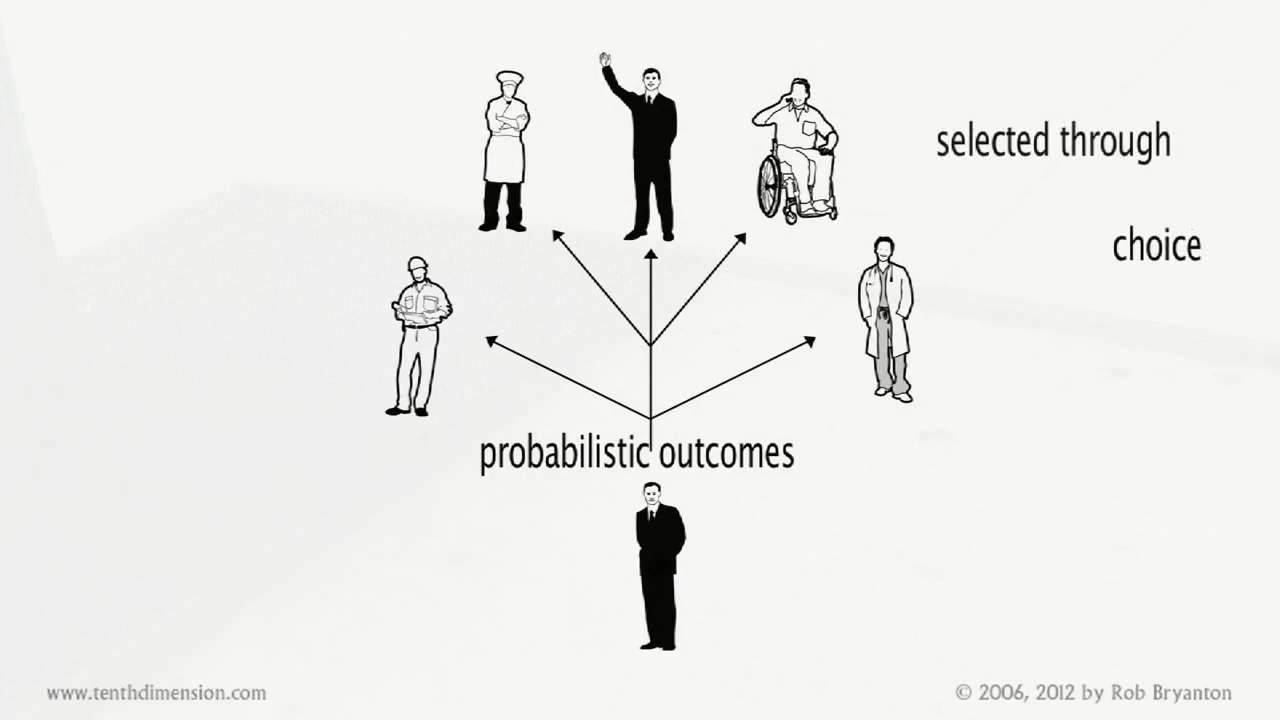 selected through
choice
probabilistic outcomes
www.tenthdimension.com
© 2006, 2012 by Rob Bryanton